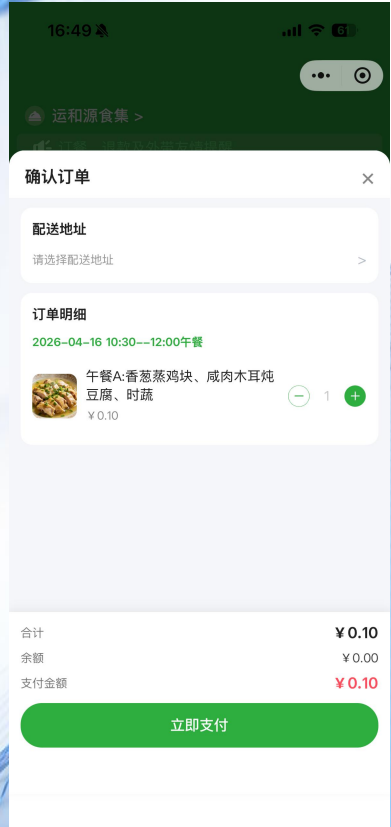 16:49
61
运和源食集 >
确认订单
配送地址
请选择配送地址 >
订单明细
2026-04-16 10:30--12:00午餐
午餐A:香葱蒸鸡块、咸肉木耳炖
豆腐、时蔬
1
￥0.10
合计 ￥0.10
余额 ￥0.00
支付金额 ￥0.10
立即支付